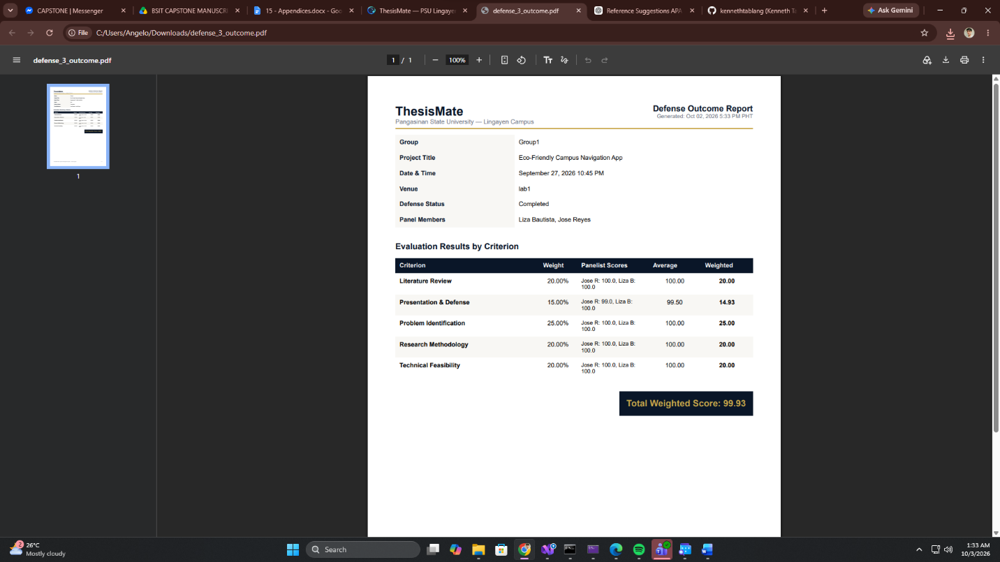 CAPSTONE | Messenger
BSIT CAPSTONE MANUSCRI
15 - Appendices.docx - Goo
ThesisMate — PSU Lingayen
defense_3_outcome.pdf
Reference Suggestions APA
kennethtablang (Kenneth Ta
Ask Gemini
File
C:/Users/Angelo/Downloads/defense_3_outcome.pdf
defense_3_outcome.pdf
1 / 1
100%
1
ThesisMate
Pangasinan State University — Lingayen Campus
Defense Outcome Report
Generated: Oct 02, 2026 5:33 PM PHT
Group Group1
Project Title Eco-Friendly Campus Navigation App
Date & Time September 27, 2026 10:45 PM
Venue lab1
Defense Status Completed
Panel Members Liza Bautista, Jose Reyes
Evaluation Results by Criterion
Criterion Weight Panelist Scores Average Weighted
Literature Review 20.00% Jose R: 100.0, Liza B: 100.00 20.00
100.0
Presentation & Defense 15.00% Jose R: 99.0, Liza B: 99.50 14.93
100.0
Problem Identification 25.00% Jose R: 100.0, Liza B: 100.00 25.00
100.0
Research Methodology 20.00% Jose R: 100.0, Liza B: 100.00 20.00
100.0
Technical Feasibility 20.00% Jose R: 100.0, Liza B: 100.00 20.00
100.0
Total Weighted Score: 99.93
2
26°C
Mostly cloudy
Search
1:33 AM
10/3/2026